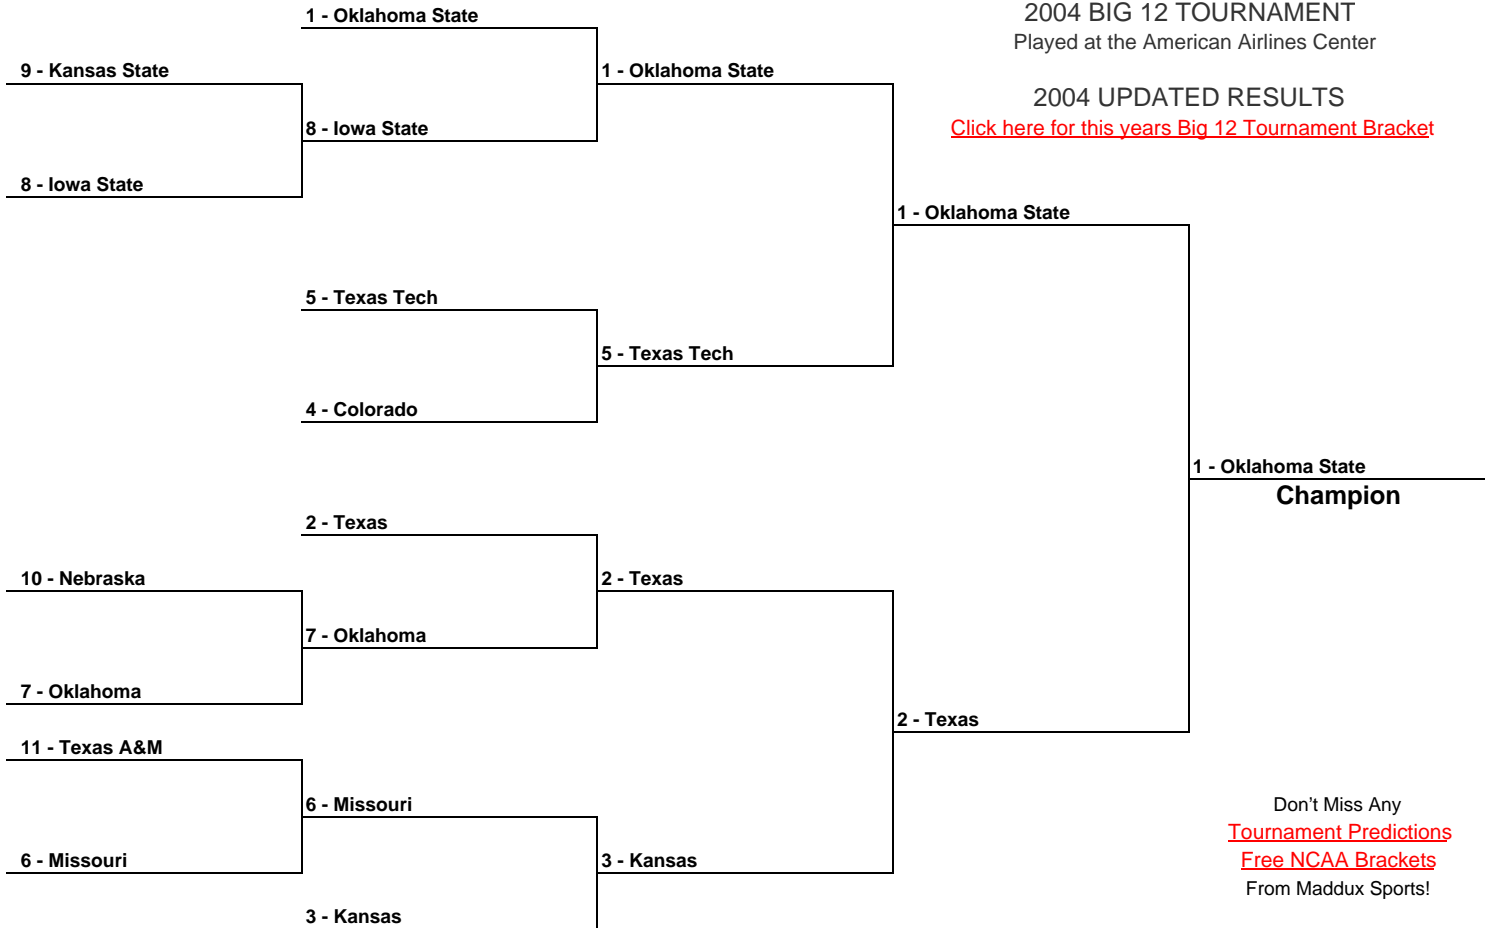 1 - Oklahoma State
2004 BIG 12 TOURNAMENT
Played at the American Airlines Center
9 - Kansas State
1 - Oklahoma State
2004 UPDATED RESULTS
8 - Iowa State
Click here for this years Big 12 Tournament Bracket
8 - Iowa State
1 - Oklahoma State
5 - Texas Tech
5 - Texas Tech
4 - Colorado
1 - Oklahoma State
Champion
2 - Texas
10 - Nebraska
2 - Texas
7 - Oklahoma
7 - Oklahoma
2 - Texas
11 - Texas A&M
6 - Missouri
Don't Miss Any
Tournament Predictions
6 - Missouri
3 - Kansas
Free NCAA Brackets
From Maddux Sports!
3 - Kansas